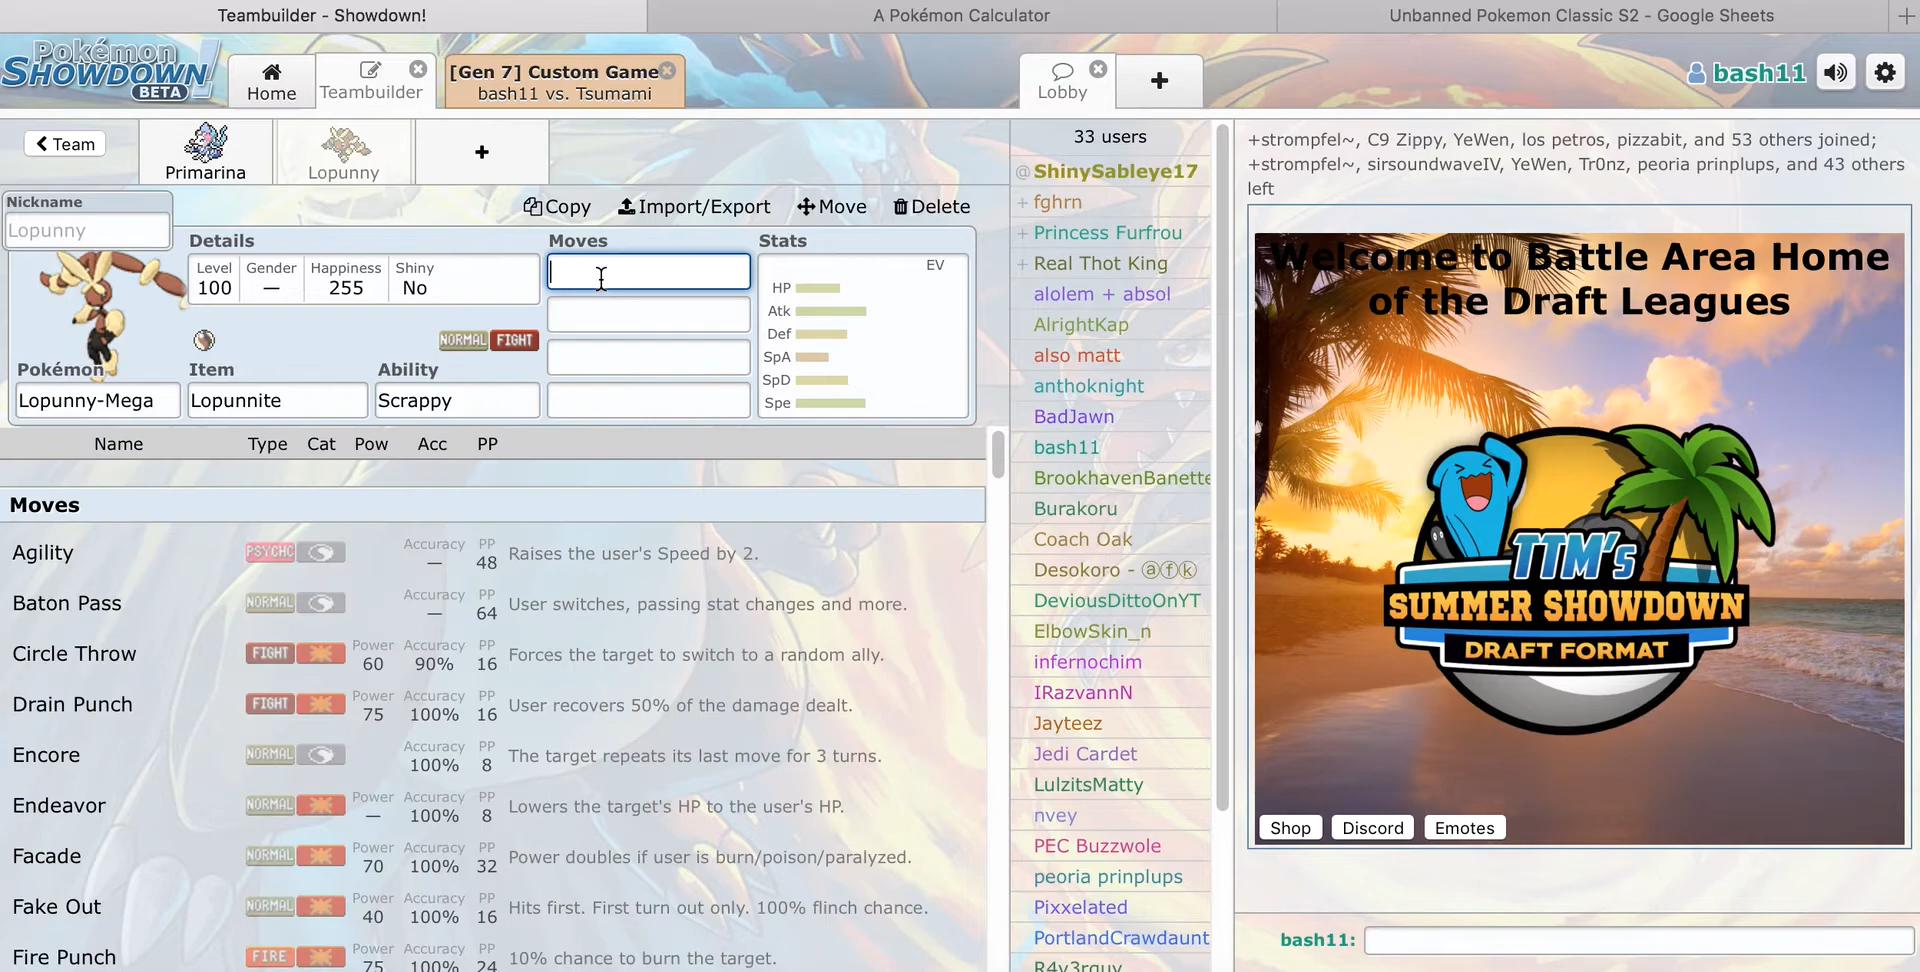 Teambuilder - Showdown!
A Pokémon Calculator
Unbanned Pokemon Classic S2 - Google Sheets
Pokémon
SHOWDOWN!
BETA
Home
Teambuilder
[Gen 7] Custom Game
bash11 vs. Tsumami
Lobby
bash11
Team
Primarina
Lopunny
+
Nickname
Lopunny
Copy
Import/Export
Move
Delete
Details
Level
100
Gender
—
Happiness
255
Shiny
No
NORMAL FIGHT
Pokémon
Lopunny-Mega
Item
Lopunnite
Ability
Scrappy
Moves
Stats
EV
HP
Atk
Def
SpA
SpD
Spe
Name Type Cat Pow Acc PP
Moves
Agility PSYCHC Accuracy — PP 48 Raises the user's Speed by 2.
Baton Pass NORMAL Accuracy — PP 64 User switches, passing stat changes and more.
Circle Throw FIGHT Power 60 Accuracy 90% PP 16 Forces the target to switch to a random ally.
Drain Punch FIGHT Power 75 Accuracy 100% PP 16 User recovers 50% of the damage dealt.
Encore NORMAL Accuracy 100% PP 8 The target repeats its last move for 3 turns.
Endeavor NORMAL Power — Accuracy 100% PP 8 Lowers the target's HP to the user's HP.
Facade NORMAL Power 70 Accuracy 100% PP 32 Power doubles if user is burn/poison/paralyzed.
Fake Out NORMAL Power 40 Accuracy 100% PP 16 Hits first. First turn out only. 100% flinch chance.
Fire Punch FIRE Power 75 Accuracy 100% PP 24 10% chance to burn the target.
33 users
@ShinySableye17
+ fghrn
+ Princess Furfrou
+ Real Thot King
alolem + absol
AlrightKap
also matt
anthoknight
BadJawn
bash11
BrookhavenBanette
Burakoru
Coach Oak
Desokoro - ⓐⓕⓚ
DeviousDittoOnYT
ElbowSkin_n
infernochim
IRazvannN
Jayteez
Jedi Cardet
LulzitsMatty
nvey
PEC Buzzwole
peoria prinplups
Pixxelated
PortlandCrawdaunt
R4v3rguy
+strompfel~, C9 Zippy, YeWen, los petros, pizzabit, and 53 others joined;
+strompfel~, sirsoundwaveIV, YeWen, Tr0nz, peoria prinplups, and 43 others
left
Welcome to Battle Area Home
of the Draft Leagues
TTM's
SUMMER SHOWDOWN
DRAFT FORMAT
Shop
Discord
Emotes
bash11: